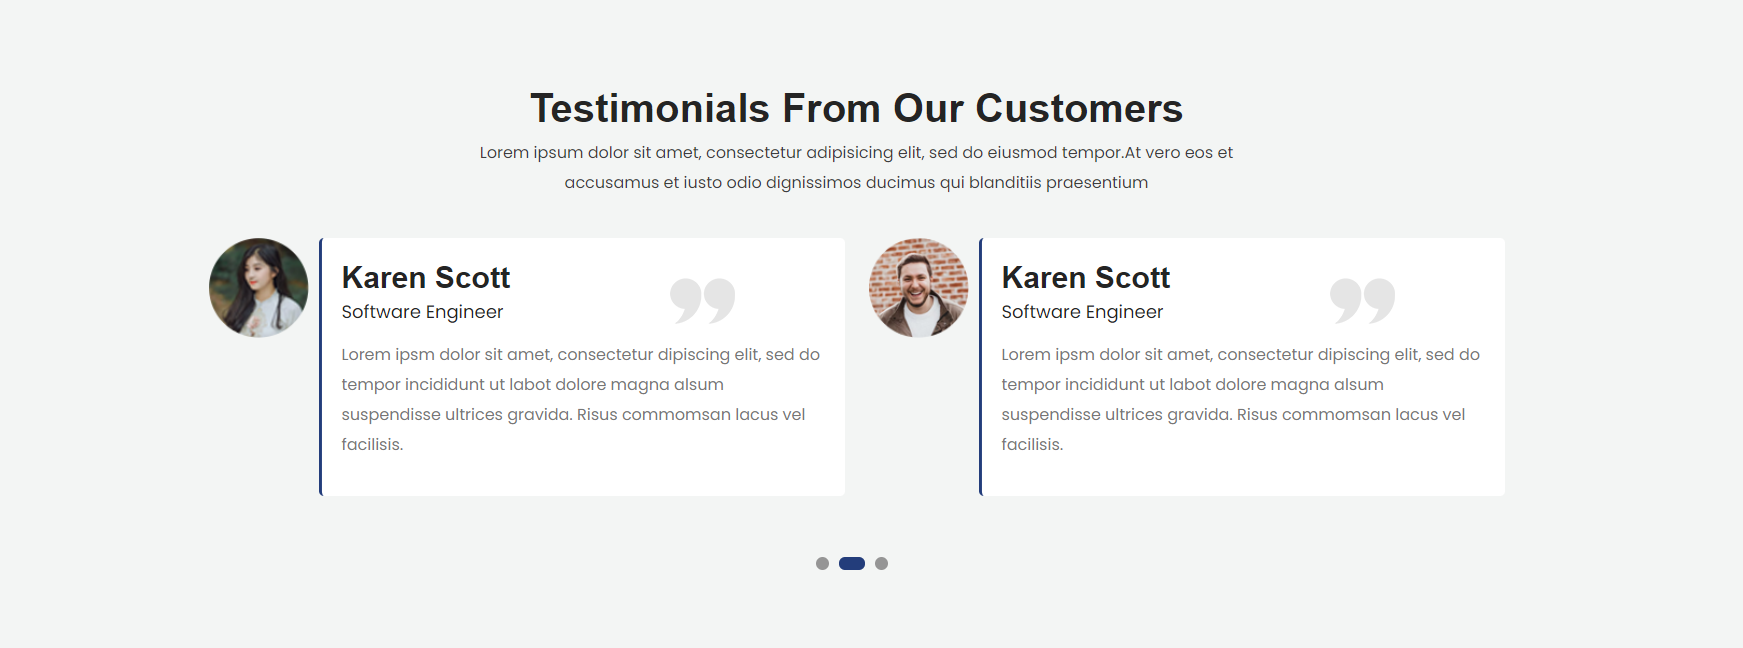 Testimonials From Our Customers
Lorem ipsum dolor sit amet, consectetur adipisicing elit, sed do eiusmod tempor.At vero eos et
accusamus et iusto odio dignissimos ducimus qui blanditiis praesentium
Karen Scott
Software Engineer
Lorem ipsm dolor sit amet, consectetur dipiscing elit, sed do
tempor incididunt ut labot dolore magna alsum
suspendisse ultrices gravida. Risus commomsan lacus vel
facilisis.
Karen Scott
Software Engineer
Lorem ipsm dolor sit amet, consectetur dipiscing elit, sed do
tempor incididunt ut labot dolore magna alsum
suspendisse ultrices gravida. Risus commomsan lacus vel
facilisis.